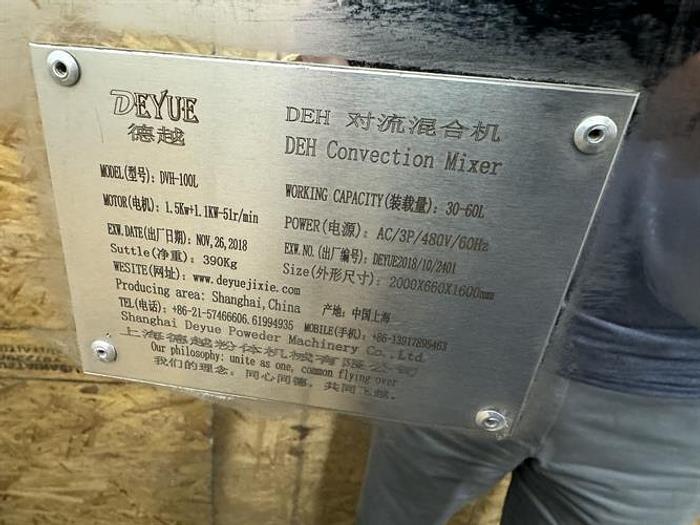 DEYUE
德越
DEH 对流混合机
DEH Convection Mixer
MODEL(型号): DVH-100L
WORKING CAPACITY(装载量): 30-60L
MOTOR(电机): 1.5Kw+1.1KW-51r/min
POWER(电源): AC/3P/480V/60Hz
EXW.DATE(出厂日期): NOV,26,2018
EXW.NO.(出厂编号): DEYUE2018/10/2401
Suttle(净重): 390Kg
Size(外形尺寸): 2000X660X1600mm
WESITE(网址): www.deyuejixie.com
Producing area: Shanghai,China 产地: 中国上海
TEL(电话): +86-21-57466606.61994935 MOBILE(手机): +86-13917895463
Shanghai Deyue Poweder Machinery Co., Ltd.
上海德越粉体机械有限公司
Our philosophy: unite as one, common flying over
我们的理念: 同心同德, 共同飞越.